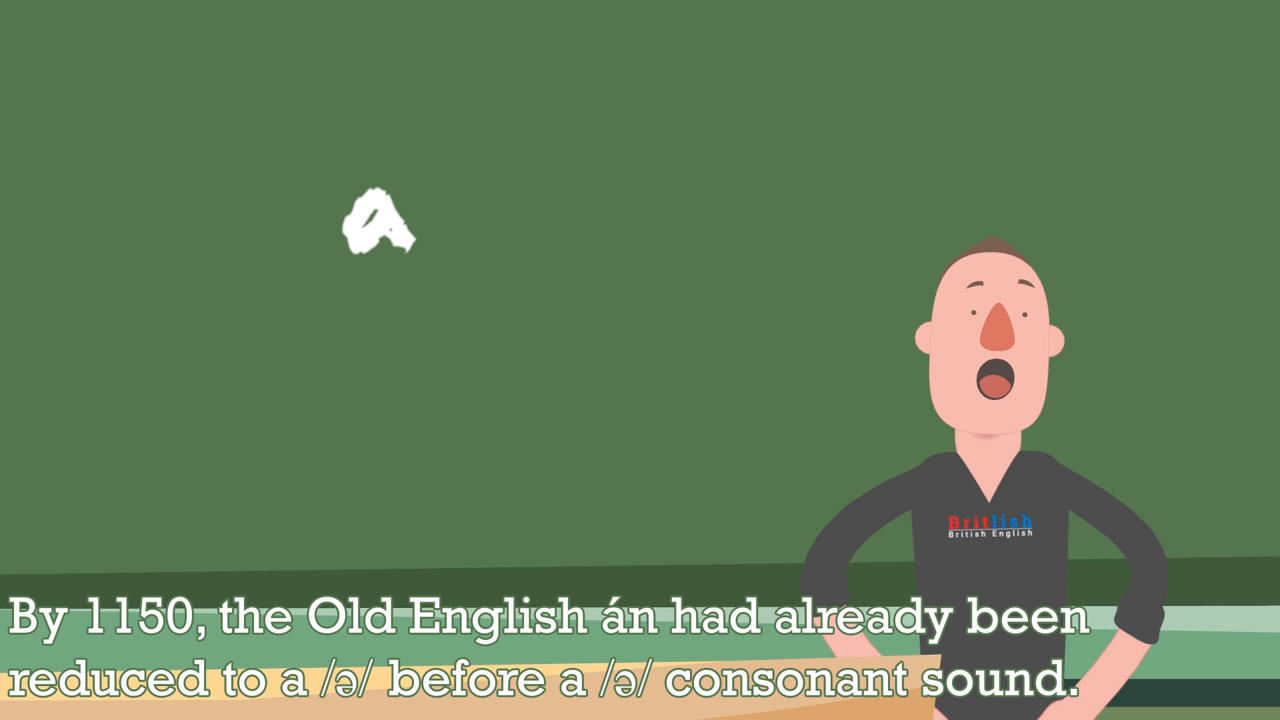 a
Britlish
British English
By 1150, the Old English án had already been
reduced to a /ə/ before a /ə/ consonant sound.